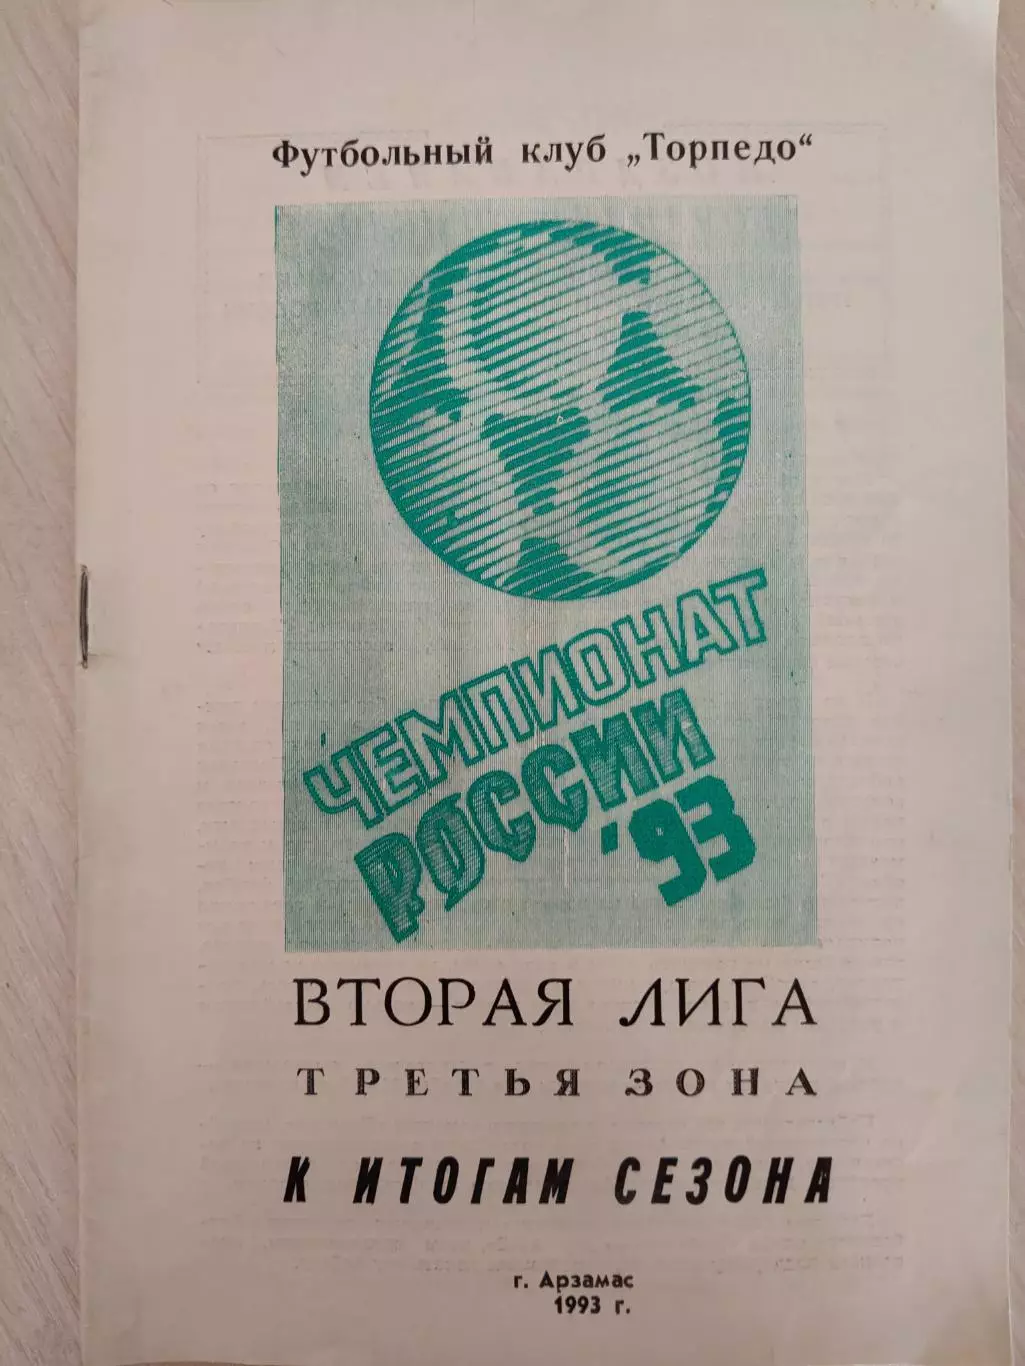 Футбольный клуб „Торпедо“
ЧЕМПИОНАТ
РОССИИ
'93
ВТОРАЯ ЛИГА
ТРЕТЬЯ ЗОНА
К ИТОГАМ СЕЗОНА
г. Арзамас
1993 г.